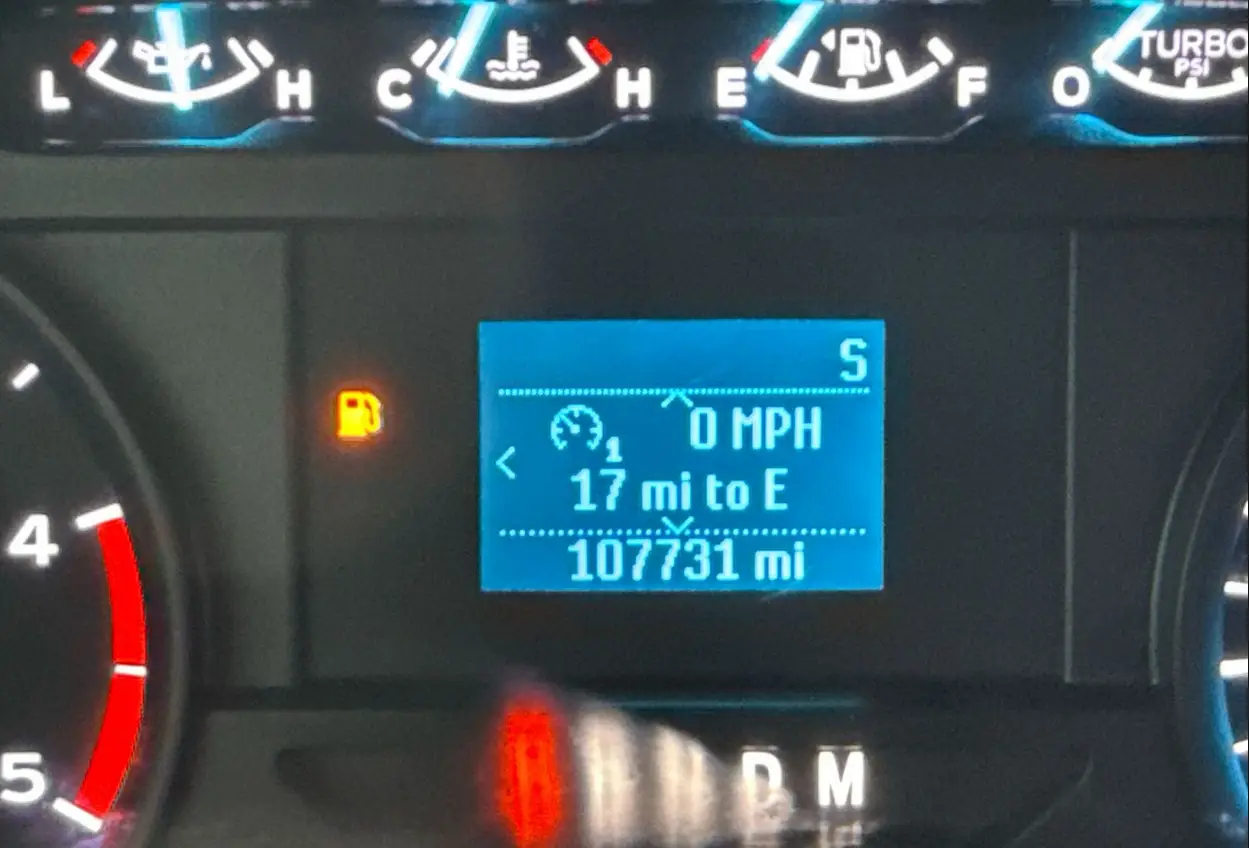 L H C H E F O TURBO PSI
S
1 0 MPH
17 mi to E
107731 mi
4
5
D M